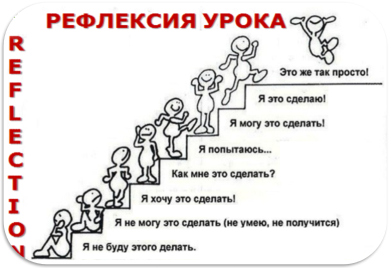 РЕФЛЕКСИЯ УРОКА
REFLECTION
Это же так просто!
Я это сделаю!
Я могу это сделать!
Я попытаюсь...
Как мне это сделать?
Я хочу это сделать!
Я не могу это сделать (не умею, не получится)
Я не буду этого делать.